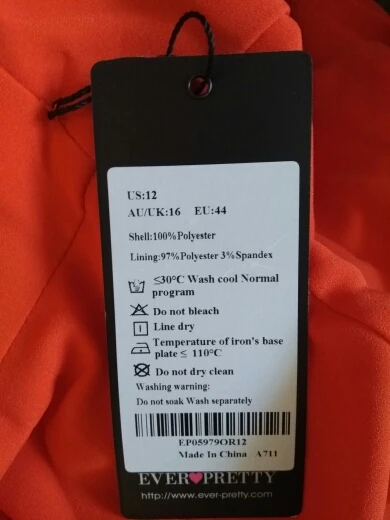 US:12
AU/UK:16 EU:44
Shell:100%Polyester
Lining:97%Polyester 3%Spandex
≤30°C Wash cool Normal
program
Do not bleach
Line dry
Temperature of iron's base
plate ≤ 110°C
Do not dry clean
Washing warning:
Do not soak Wash separately
EP05979OR12
Made In China A711
EVER♥PRETTY
http://www.ever-pretty.com